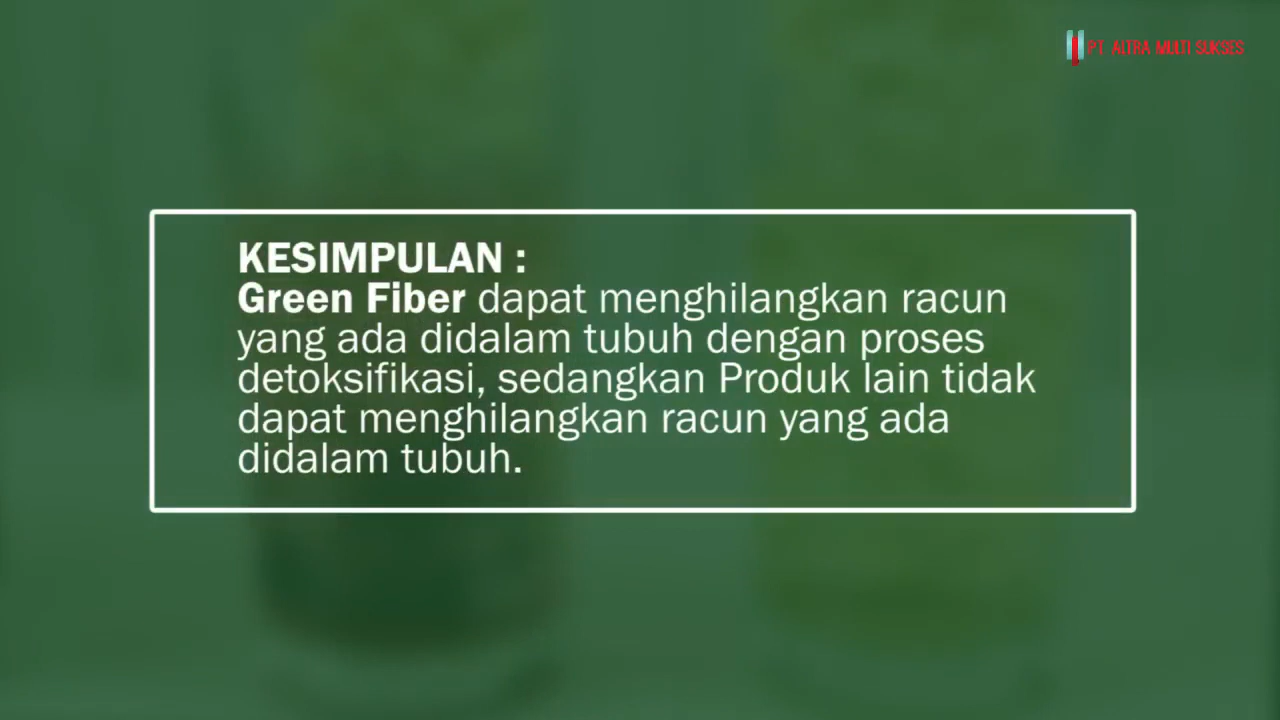 PT. ALTRA MULTI SUKSES
KESIMPULAN :
Green Fiber dapat menghilangkan racun
yang ada didalam tubuh dengan proses
detoksifikasi, sedangkan Produk lain tidak
dapat menghilangkan racun yang ada
didalam tubuh.